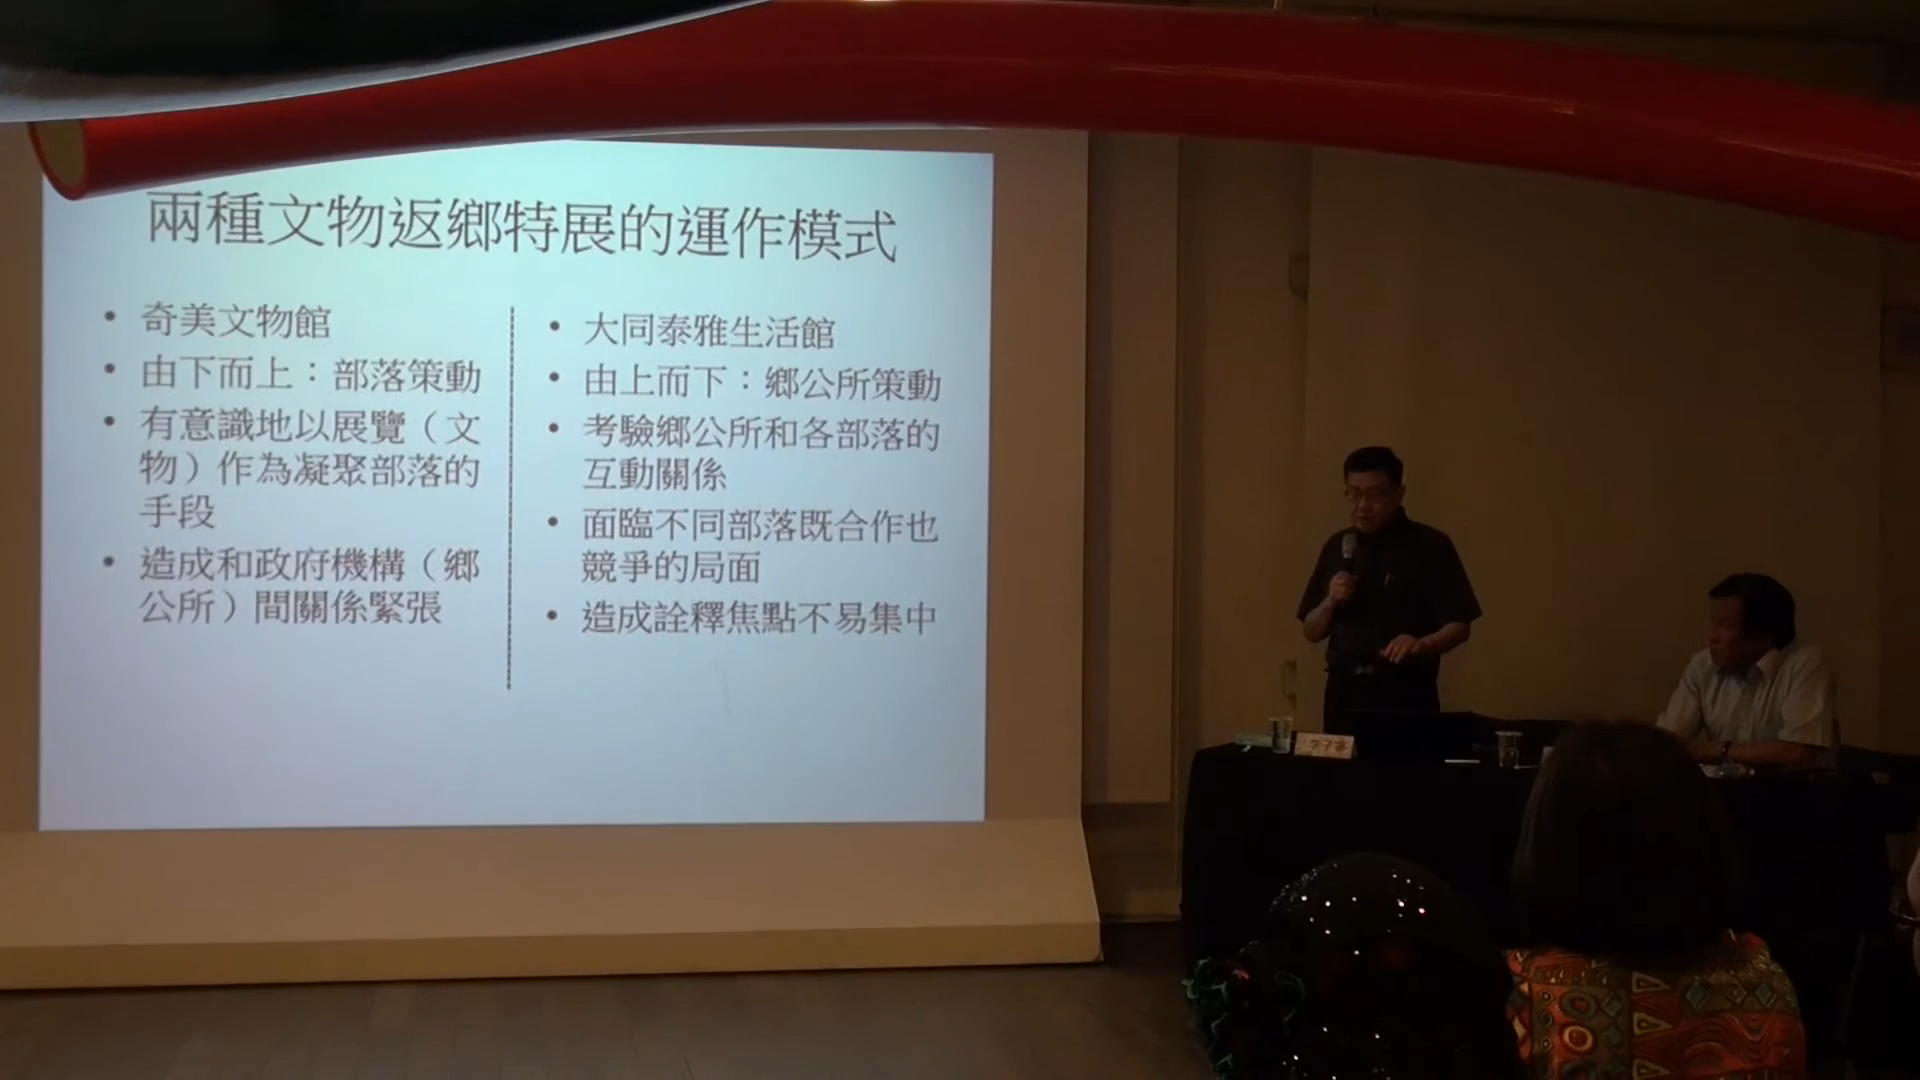 兩種文物返鄉特展的運作模式
• 奇美文物館
• 由下而上：部落策動
• 有意識地以展覽（文
物）作為凝聚部落的
手段
• 造成和政府機構（鄉
公所）間關係緊張
• 大同泰雅生活館
• 由上而下：鄉公所策動
• 考驗鄉公所和各部落的
互動關係
• 面臨不同部落既合作也
競爭的局面
• 造成詮釋焦點不易集中